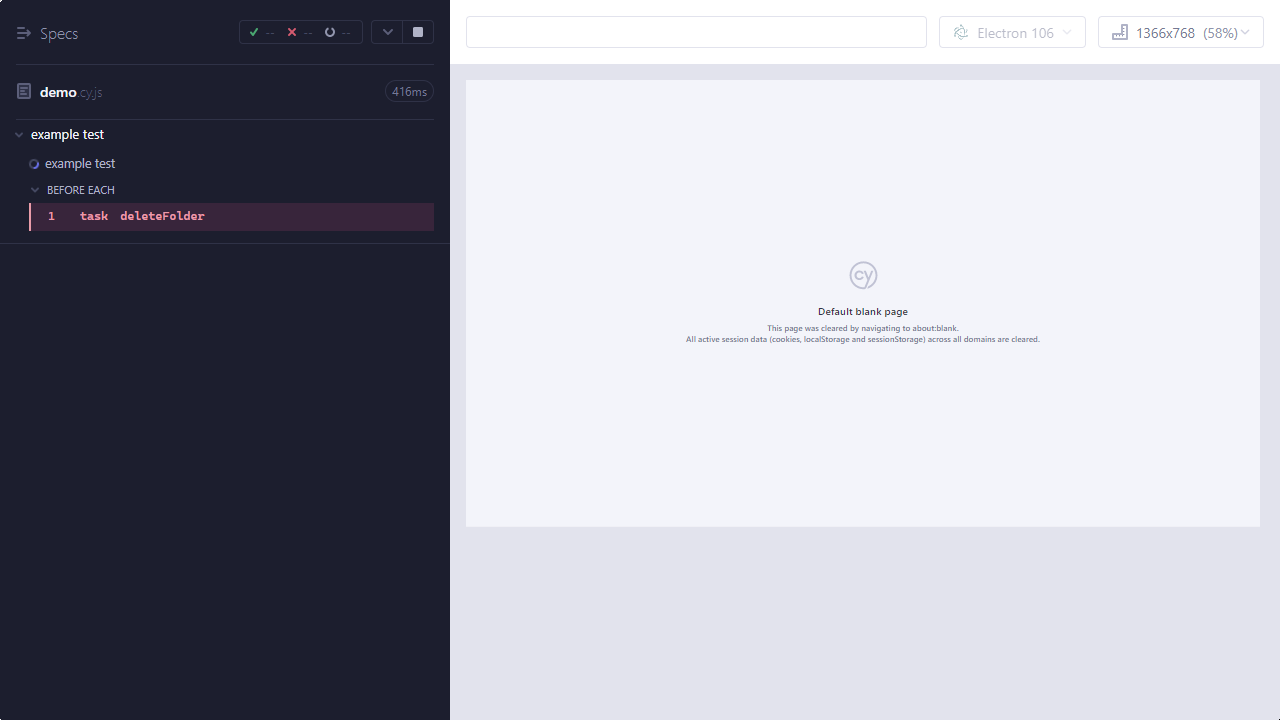 Specs
-- -- --
demo.cy.js
416ms
example test
example test
BEFORE EACH
1 task deleteFolder
Electron 106
1366x768 (58%)
cy
Default blank page
This page was cleared by navigating to about:blank.
All active session data (cookies, localStorage and sessionStorage) across all domains are cleared.